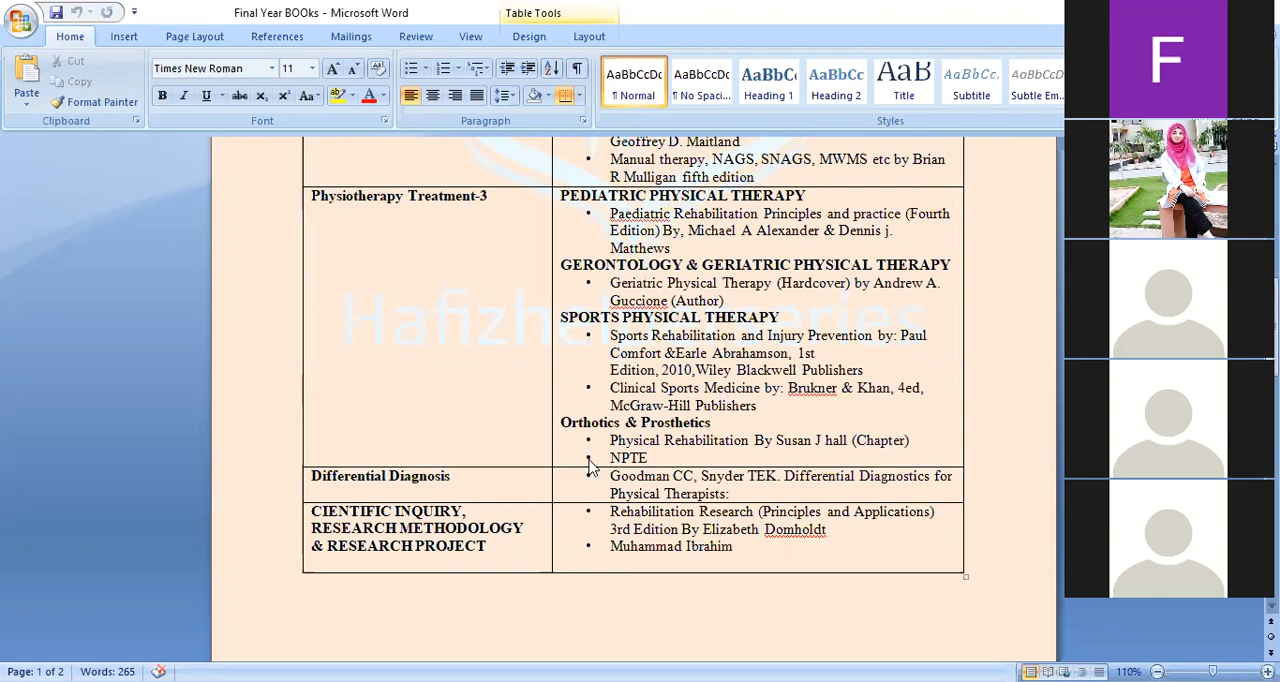 Final Year BOOks - Microsoft Word
Table Tools
Home Insert Page Layout References Mailings Review View Design Layout
Paste
Cut
Copy
Format Painter
Clipboard
Times New Roman 11
Font
Paragraph
AaBbCcDc AaBbCcDc AaBbC AaBbCc AaB AaBbCc. AaBbCcDc
¶ Normal ¶ No Spaci... Heading 1 Heading 2 Title Subtitle Subtle Em...
Styles
Geoffrey D. Maitland
• Manual therapy, NAGS, SNAGS, MWMS etc by Brian
R Mulligan fifth edition
Physiotherapy Treatment-3
PEDIATRIC PHYSICAL THERAPY
• Paediatric Rehabilitation Principles and practice (Fourth
Edition) By, Michael A Alexander & Dennis j.
Matthews
GERONTOLOGY & GERIATRIC PHYSICAL THERAPY
• Geriatric Physical Therapy (Hardcover) by Andrew A.
Guccione (Author)
SPORTS PHYSICAL THERAPY
• Sports Rehabilitation and Injury Prevention by: Paul
Comfort &Earle Abrahamson, 1st
Edition, 2010,Wiley Blackwell Publishers
• Clinical Sports Medicine by: Brukner & Khan, 4ed,
McGraw-Hill Publishers
Orthotics & Prosthetics
• Physical Rehabilitation By Susan J hall (Chapter)
• NPTE
Differential Diagnosis
• Goodman CC, Snyder TEK. Differential Diagnostics for
Physical Therapists:
CIENTIFIC INQUIRY,
RESEARCH METHODOLOGY
& RESEARCH PROJECT
• Rehabilitation Research (Principles and Applications)
3rd Edition By Elizabeth Domholdt
• Muhammad Ibrahim
F
Page: 1 of 2 Words: 265
110%